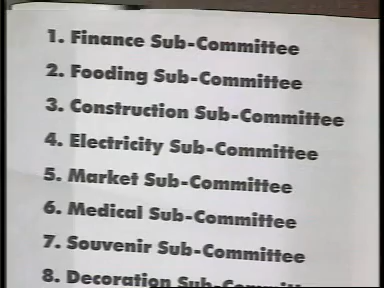 1. Finance Sub-Committee
2. Fooding Sub-Committee
3. Construction Sub-Committee
4. Electricity Sub-Committee
5. Market Sub-Committee
6. Medical Sub-Committee
7. Souvenir Sub-Committee
8. Decoration